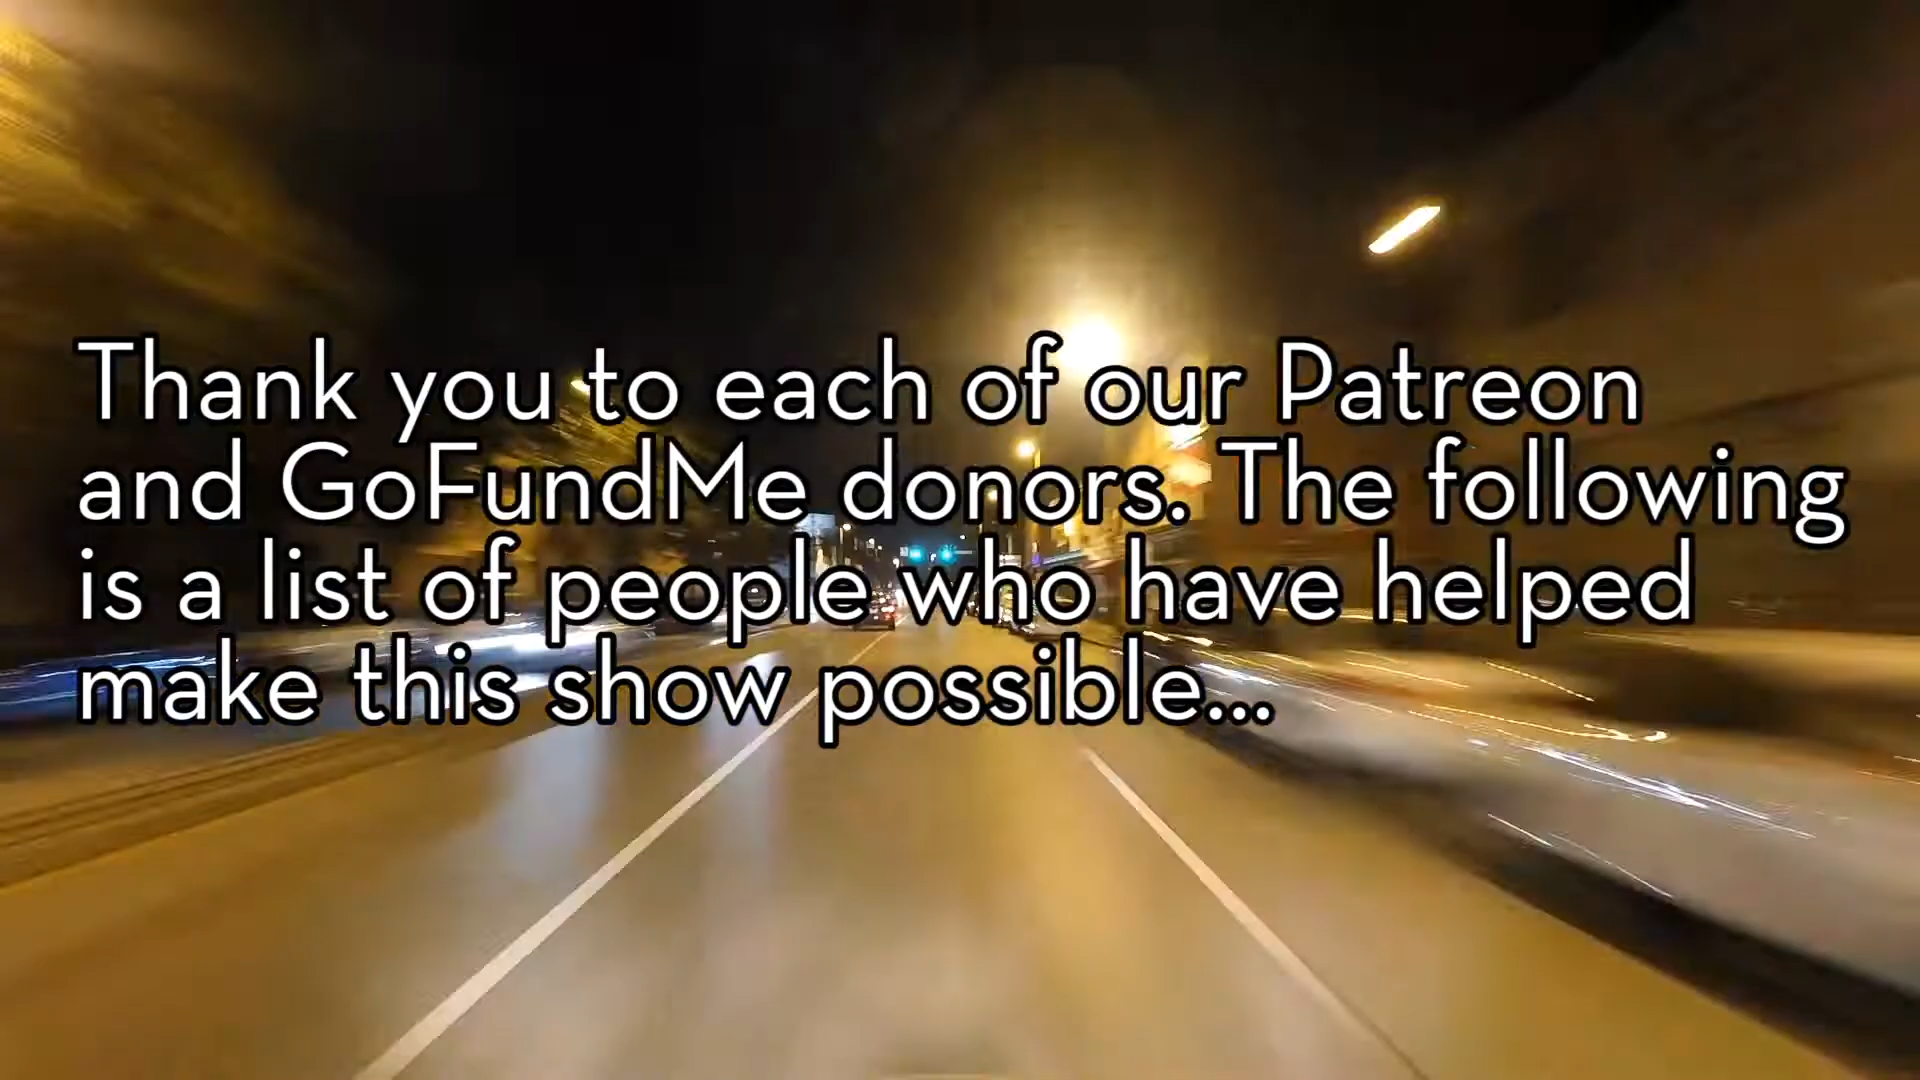 Thank you to each of our Patreon
and GoFundMe donors. The following
is a list of people who have helped
make this show possible...